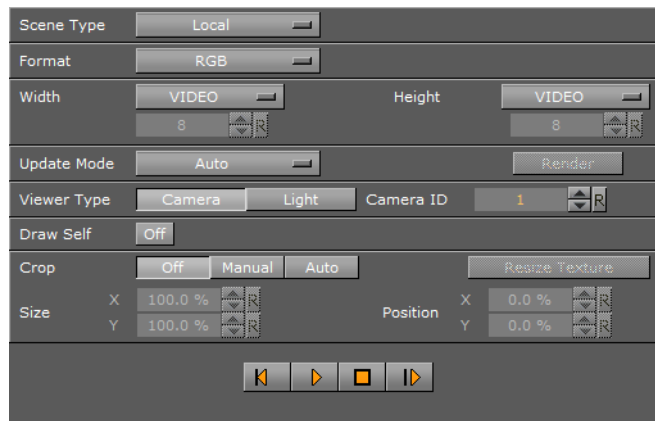 Scene Type Local
Format RGB
Width VIDEO Height VIDEO
8 R 8 R
Update Mode Auto Render
Viewer Type Camera Light Camera ID 1 R
Draw Self Off
Crop Off Manual Auto Resize Texture
Size X 100.0 % R Position X 0.0 % R
Y 100.0 % R Y 0.0 % R